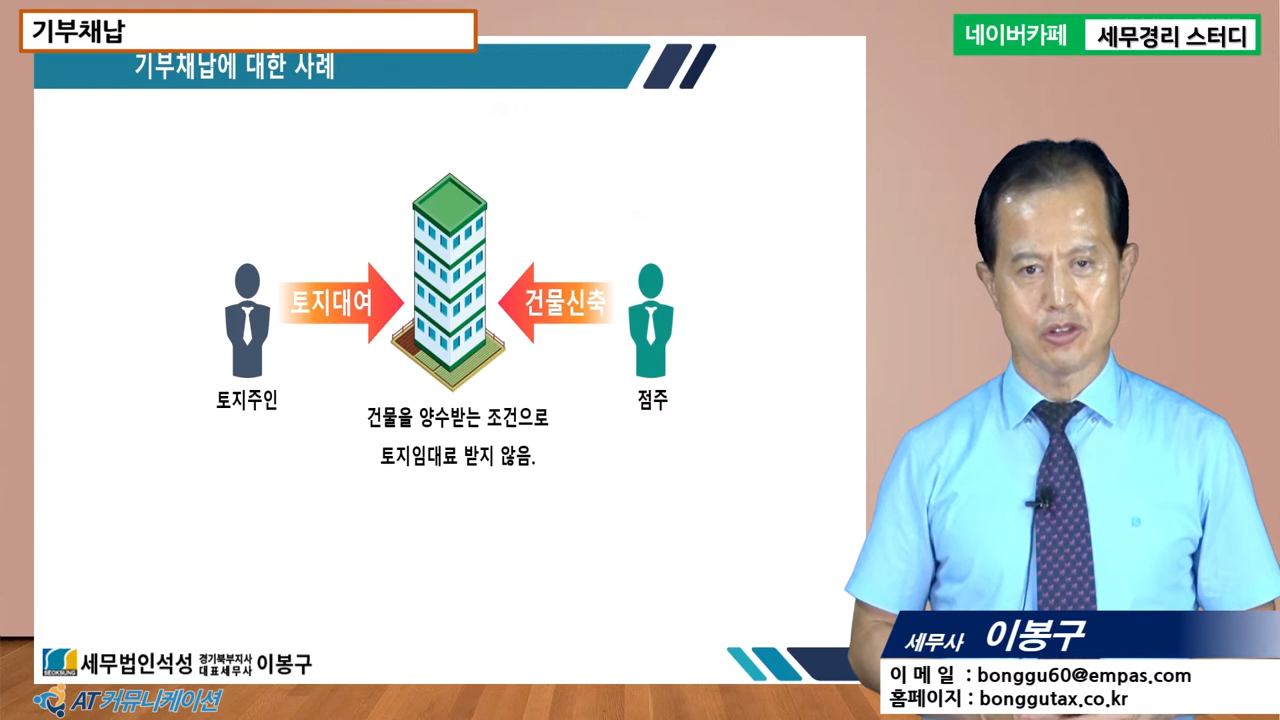 기부채납
네이버카페 세무경리 스터디
기부채납에 대한 사례
토지대여
건물신축
토지주인
점주
건물을 양수받는 조건으로
토지임대료 받지 않음.
SEOKSUNG 세무법인석성 경기북부지사 대표세무사 이봉구
AT커뮤니케이션
세무사 이봉구
이 메 일 : bonggu60@empas.com
홈페이지 : bonggutax.co.kr